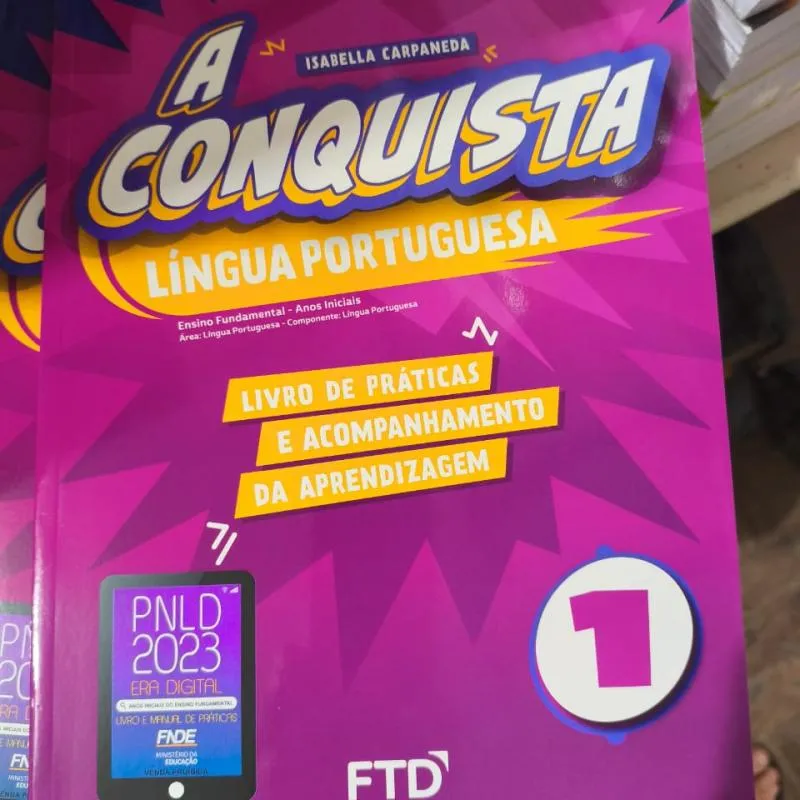 ISABELLA CARPANEDA
A
CONQUISTA
LÍNGUA PORTUGUESA
Ensino Fundamental - Anos Iniciais
Área: Língua Portuguesa - Componente: Língua Portuguesa
LIVRO DE PRÁTICAS
E ACOMPANHAMENTO
DA APRENDIZAGEM
1
PNLD
2023
ERA DIGITAL
ANOS INICIAIS DO ENSINO FUNDAMENTAL
LIVRO E MANUAL DE PRÁTICAS
FNDE
MINISTÉRIO DA
EDUCAÇÃO
VENDA PROIBIDA
FTD